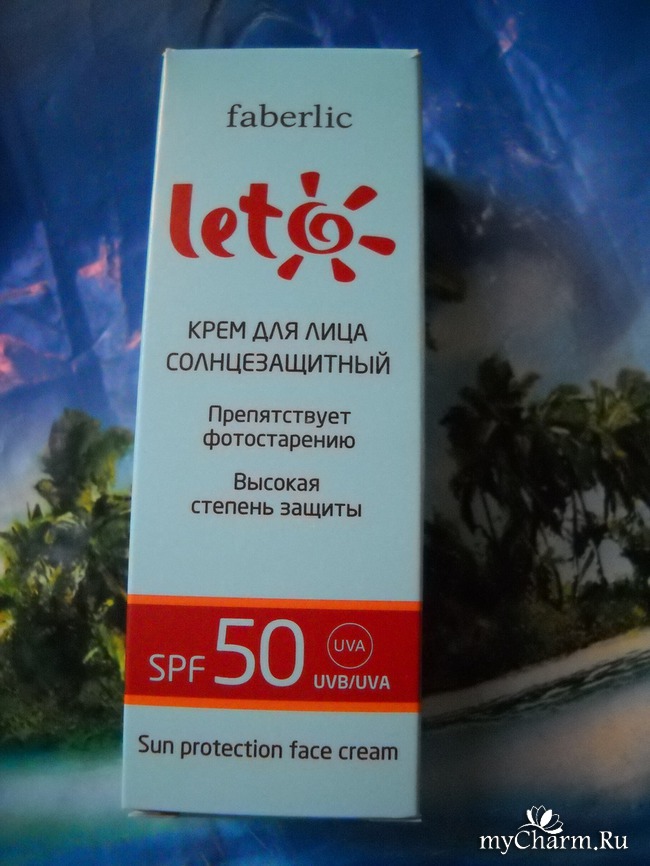 faberlic
leto
КРЕМ ДЛЯ ЛИЦА
СОЛНЦЕЗАЩИТНЫЙ
Препятствует
фотостарению
Высокая
степень защиты
SPF 50 UVA
UVB/UVA
Sun protection face cream
myCharm.Ru